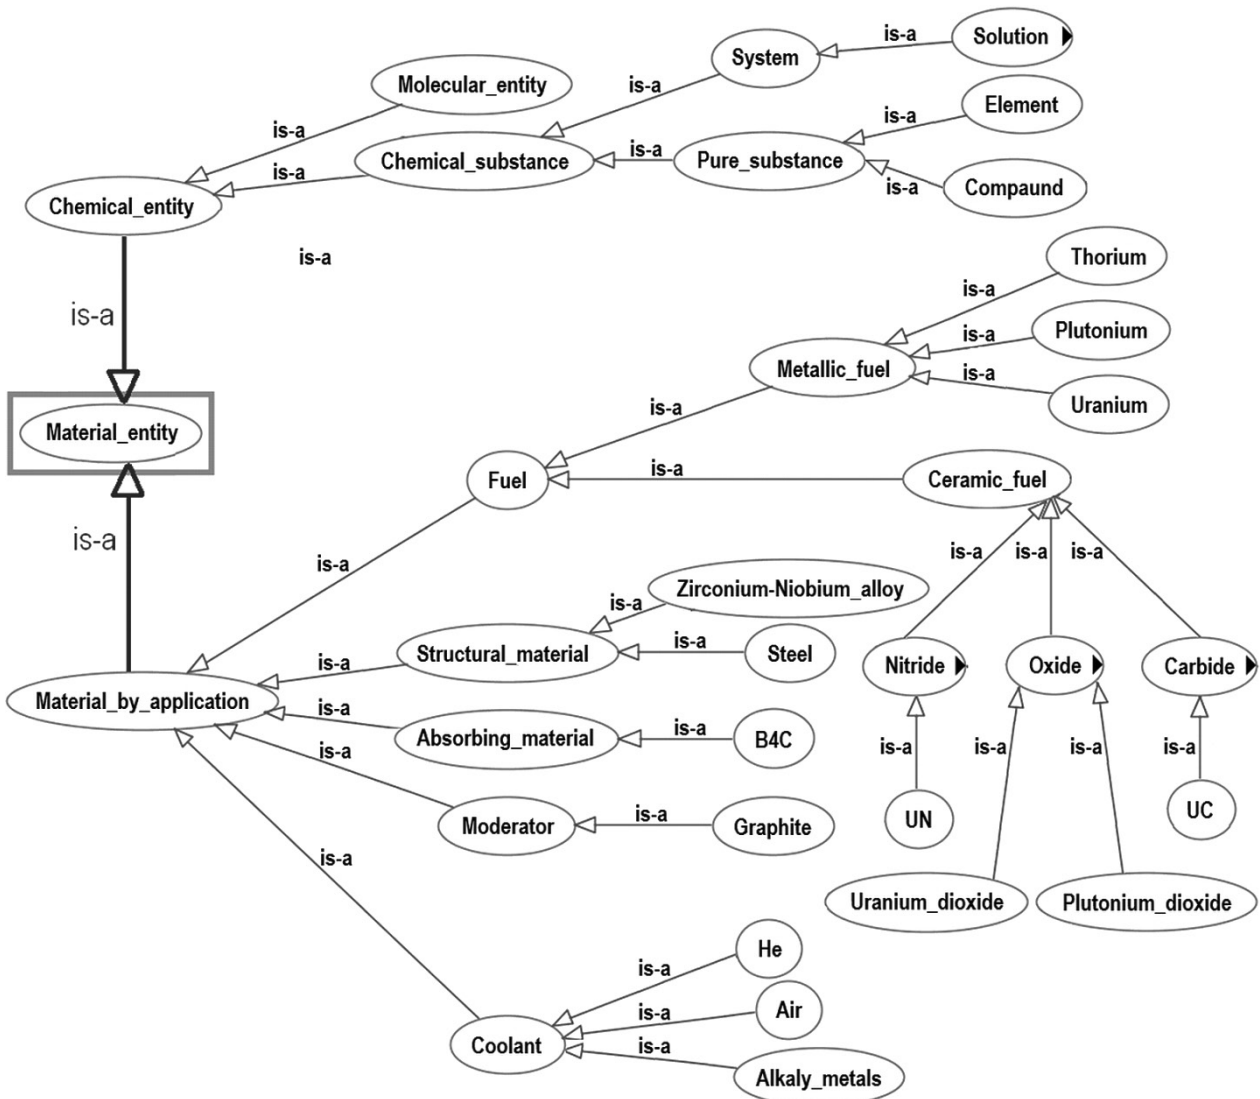 Solution
is-a
System
Molecular_entity
is-a
Element
is-a
is-a
Chemical_substance
is-a
Pure_substance
is-a
is-a
Compaund
Chemical_entity
is-a
Thorium
is-a
is-a
Plutonium
is-a
Metallic_fuel
is-a
Uranium
is-a
Material_entity
Fuel
is-a
Ceramic_fuel
is-a
is-a
is-a
is-a
is-a
Zirconium-Niobium_alloy
is-a
Structural_material
is-a
Steel
Nitride
Oxide
Carbide
is-a
Material_by_application
is-a
Absorbing_material
is-a
B4C
is-a
is-a
is-a
is-a
is-a
Moderator
is-a
Graphite
UN
UC
is-a
Uranium_dioxide
Plutonium_dioxide
He
is-a
Air
is-a
Coolant
is-a
Alkaly_metals